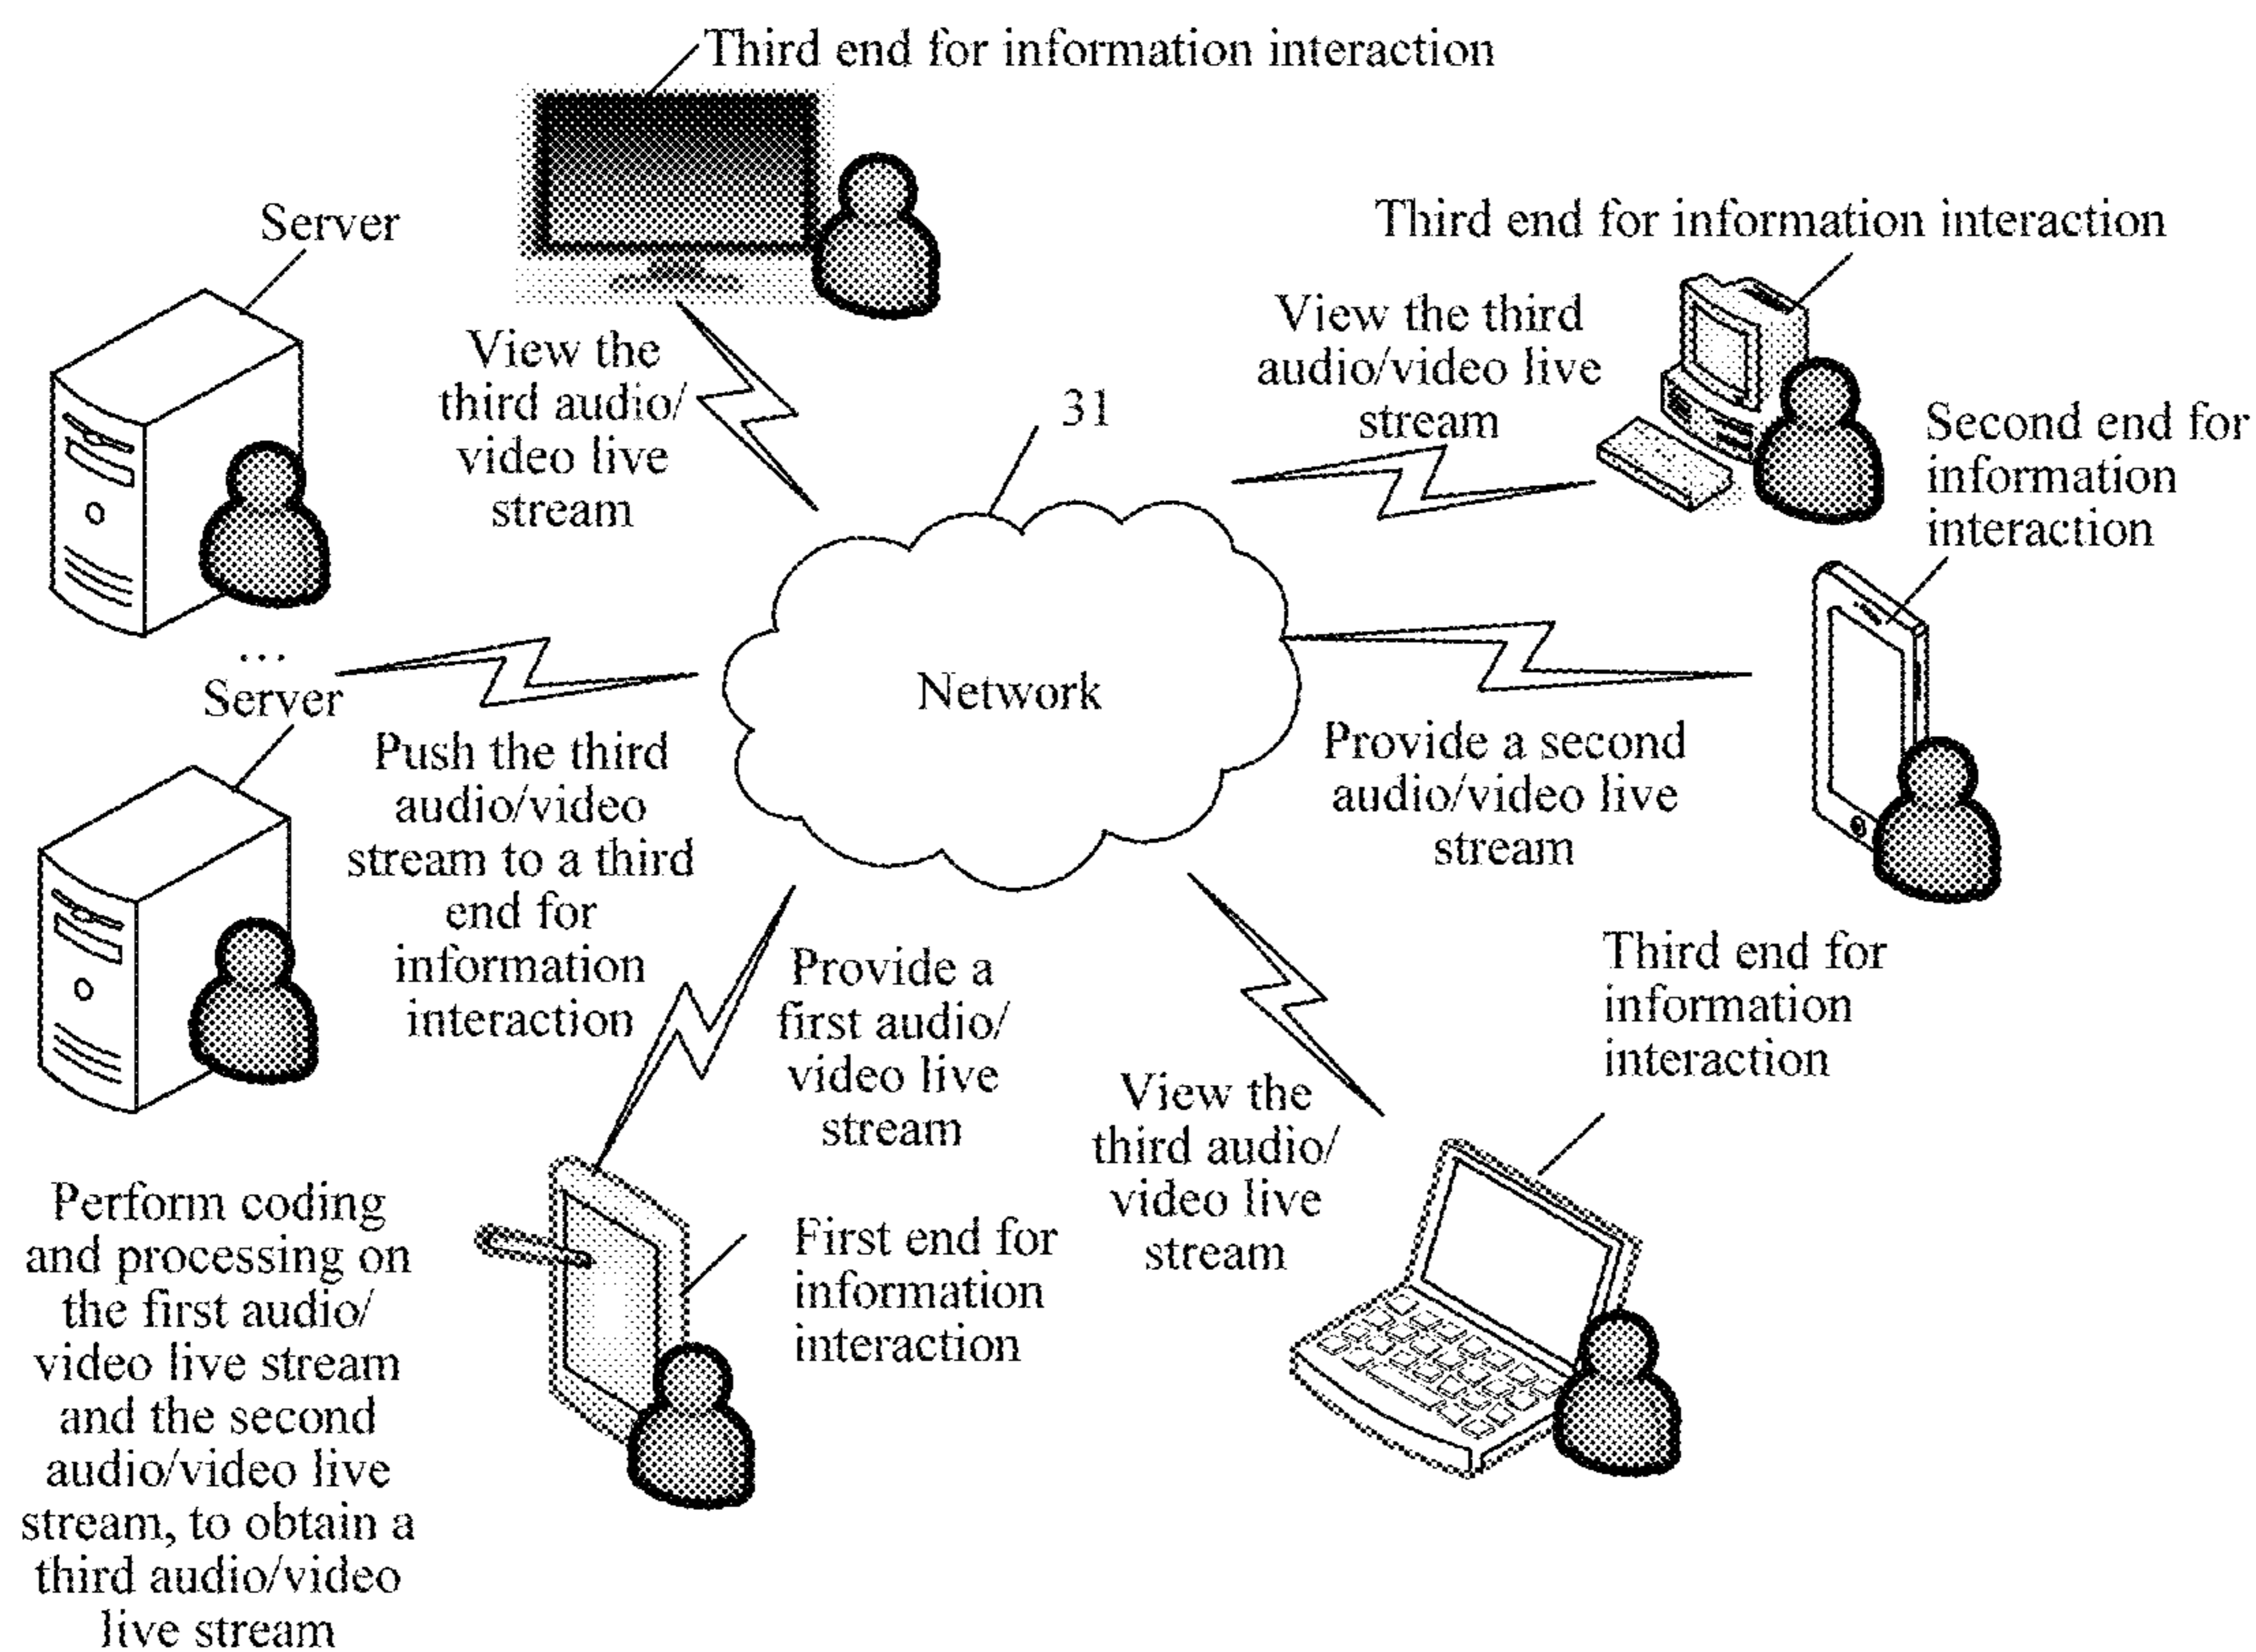 Third end for information interaction
Server
Third end for information interaction
View the
third audio/
video live
stream
View the third
audio/video live
stream
31
Second end for
information
interaction
...
Server
Network
Push the third
audio/video
stream to a third
end for
information
interaction
Provide a second
audio/video live
stream
Provide a
first audio/
video live
stream
Third end for
information
interaction
View the
third audio/
video live
stream
First end for
information
interaction
Perform coding
and processing on
the first audio/
video live stream
and the second
audio/video live
stream, to obtain a
third audio/video
live stream